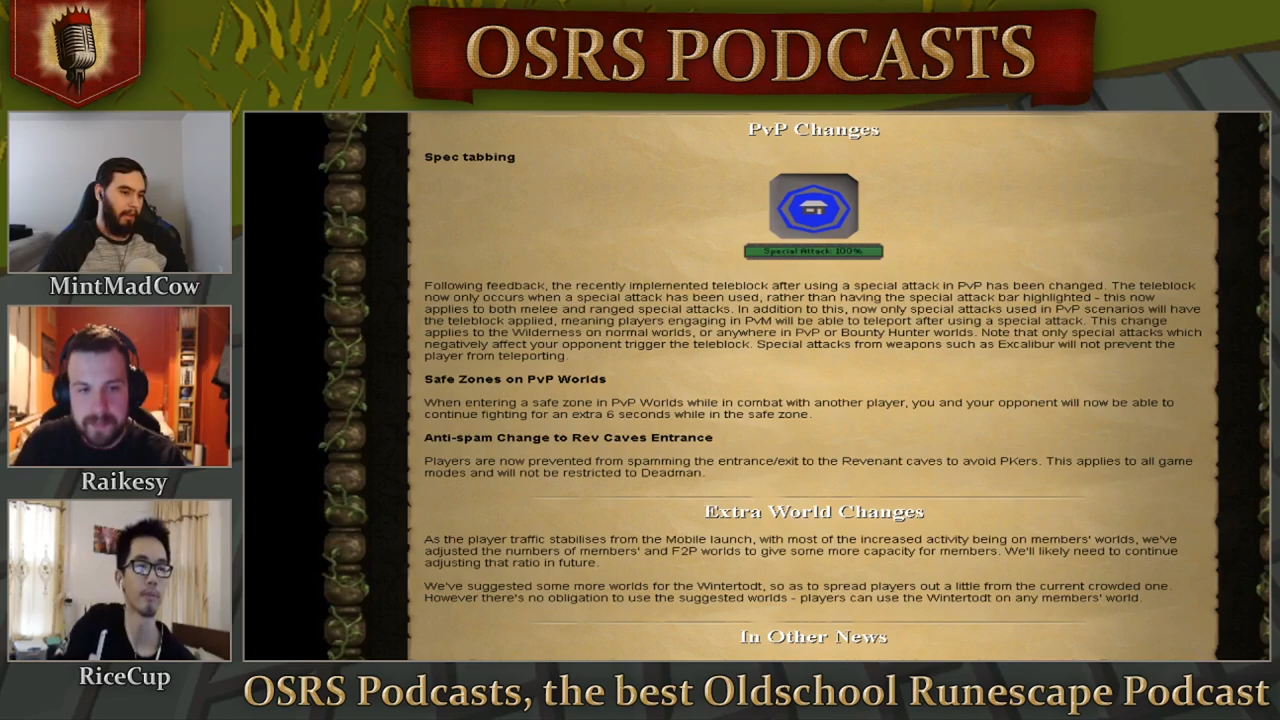 OSRS PODCASTS
MintMadCow
Raikesy
RiceCup
PvP Changes
Spec tabbing
Special Attack: 100%
Following feedback, the recently implemented teleblock after using a special attack in PvP has been changed. The teleblock
now only occurs when a special attack has been used, rather than having the special attack bar highlighted - this now
applies to both melee and ranged special attacks. In addition to this, now only special attacks used in PvP scenarios will have
the teleblock applied, meaning players engaging in PvM will be able to teleport after using a special attack. This change
applies to the Wilderness on normal worlds, or anywhere in PvP or Bounty Hunter worlds. Note that only special attacks which
negatively affect your opponent trigger the teleblock. Special attacks from weapons such as Excalibur will not prevent the
player from teleporting.
Safe Zones on PvP Worlds
When entering a safe zone in PvP Worlds while in combat with another player, you and your opponent will now be able to
continue fighting for an extra 6 seconds while in the safe zone.
Anti-spam Change to Rev Caves Entrance
Players are now prevented from spamming the entrance/exit to the Revenant caves to avoid PKers. This applies to all game
modes and will not be restricted to Deadman.
Extra World Changes
As the player traffic stabilises from the Mobile launch, with most of the increased activity being on members' worlds, we've
adjusted the numbers of members' and F2P worlds to give some more capacity for members. We'll likely need to continue
adjusting that ratio in future.
We've suggested some more worlds for the Wintertodt, so as to spread players out a little from the current crowded one.
However there's no obligation to use the suggested worlds - players can use the Wintertodt on any members' world.
In Other News
OSRS Podcasts, the best Oldschool Runescape Podcast